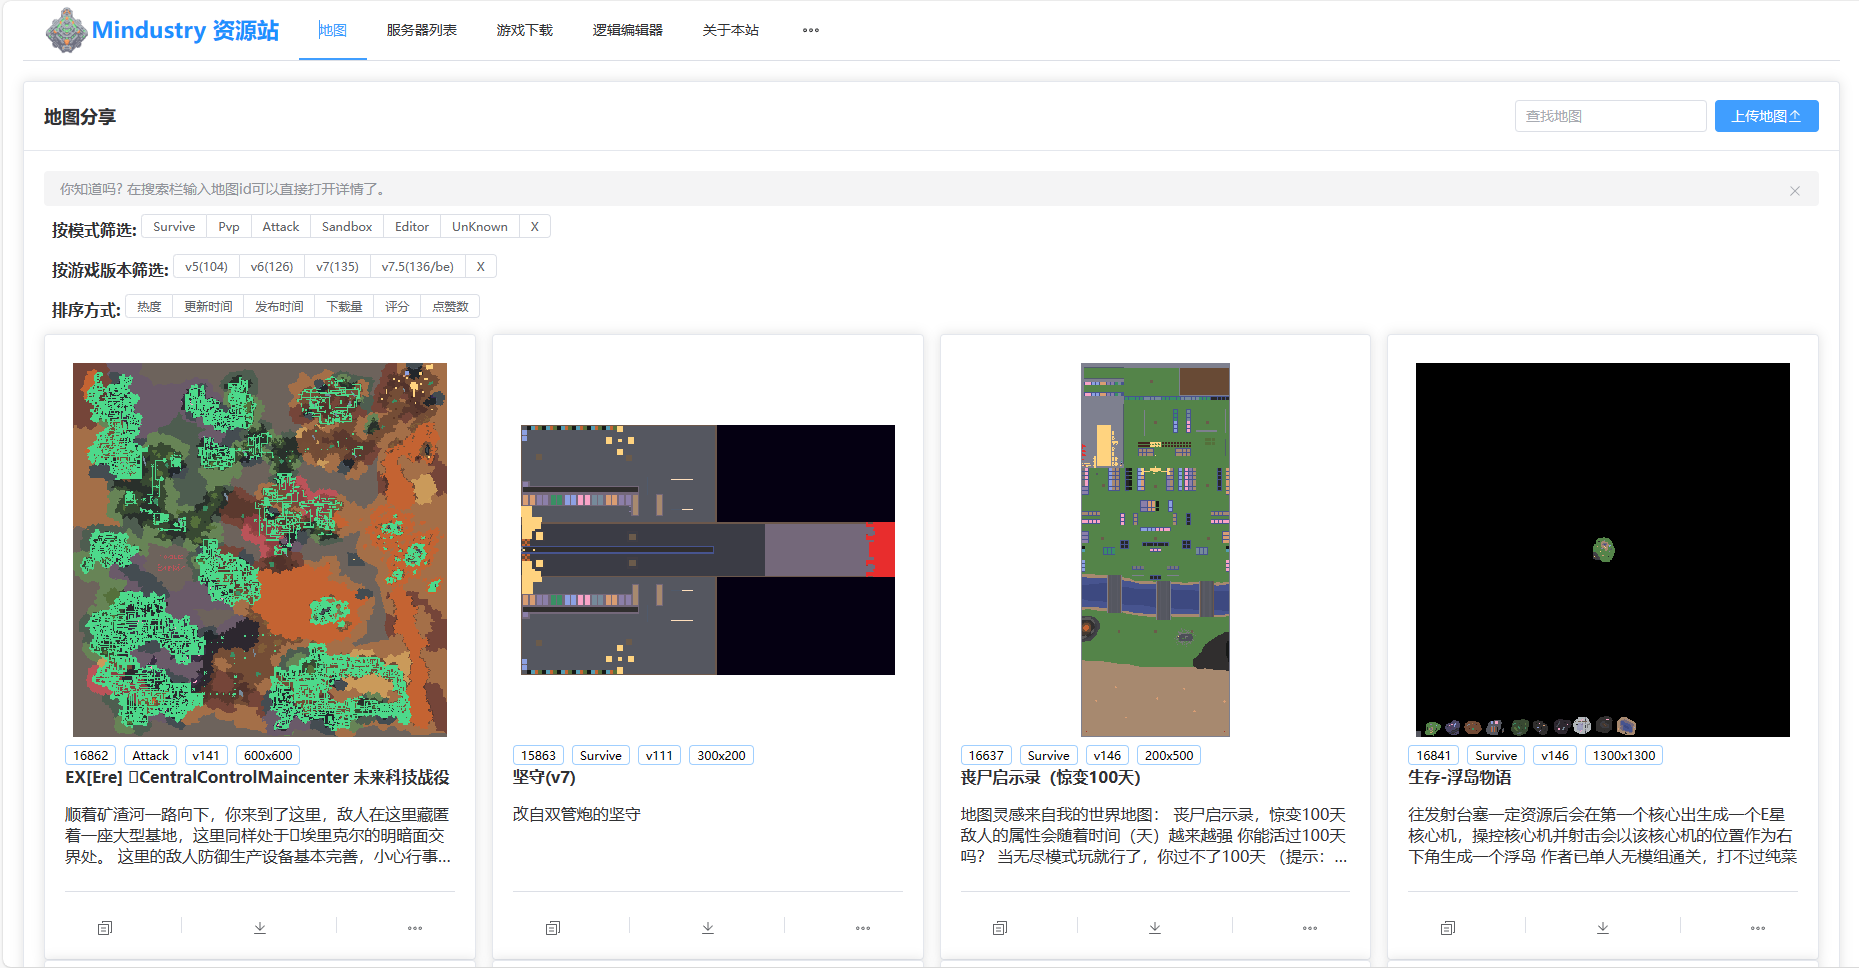 Mindustry 资源站
地图
服务器列表
游戏下载
逻辑编辑器
关于本站
地图分享
查找地图
上传地图
你知道吗? 在搜索栏输入地图id可以直接打开详情了。
按模式筛选: Survive Pvp Attack Sandbox Editor UnKnown X
按游戏版本筛选: v5(104) v6(126) v7(135) v7.5(136/be) X
排序方式: 热度 更新时间 发布时间 下载量 评分 点赞数
16862 Attack v141 600x600
EX[Ere] CentralControlMaincenter 未来科技战役
顺着矿渣河一路向下，你来到了这里，敌人在这里藏匿
着一座大型基地，这里同样处于埃里克尔的明暗面交
界处。 这里的敌人防御生产设备基本完善，小心行事...
15863 Survive v111 300x200
坚守(v7)
改自双管炮的坚守
16637 Survive v146 200x500
丧尸启示录（惊变100天）
地图灵感来自我的世界地图： 丧尸启示录，惊变100天
敌人的属性会随着时间（天）越来越强 你能活过100天
吗？ 当无尽模式玩就行了，你过不了100天 （提示：...
16841 Survive v146 1300x1300
生存-浮岛物语
往发射台塞一定资源后会在第一个核心出生成一个E星
核心机，操控核心机并射击会以该核心机的位置作为右
下角生成一个浮岛 作者已单人无模组通关，打不过纯菜